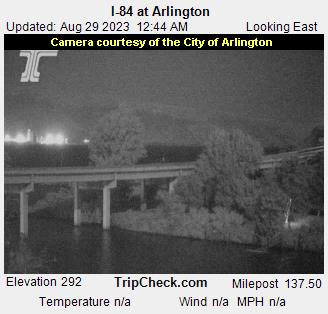 I-84 at Arlington
Updated: Aug 29 2023 12:44 AM Looking East
Camera courtesy of the City of Arlington
Elevation 292 TripCheck.com Milepost 137.50
Temperature n/a Wind n/a MPH n/a